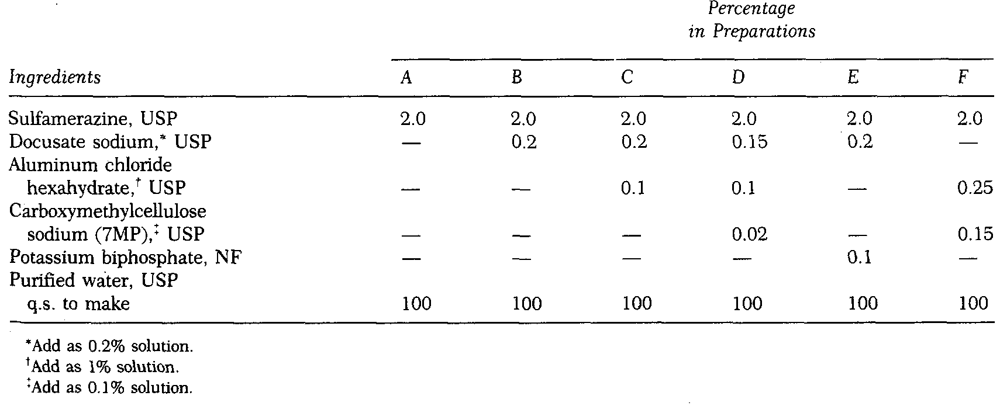 Percentage
in Preparations
Ingredients A B C D E F
Sulfamerazine, USP 2.0 2.0 2.0 2.0 2.0 2.0
Docusate sodium,* USP — 0.2 0.2 0.15 0.2 —
Aluminum chloride
hexahydrate,† USP — — 0.1 0.1 — 0.25
Carboxymethylcellulose
sodium (7MP),‡ USP — — — 0.02 — 0.15
Potassium biphosphate, NF — — — — 0.1 —
Purified water, USP
q.s. to make 100 100 100 100 100 100
*Add as 0.2% solution.
†Add as 1% solution.
‡Add as 0.1% solution.